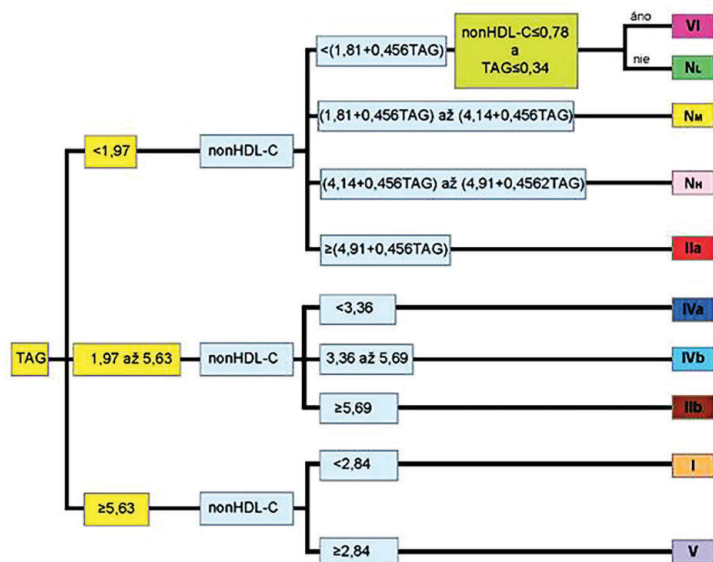 áno
VI
<(1,81+0,456TAG)
nonHDL-C≤0,78
a
TAG≤0,34
nie
NL
(1,81+0,456TAG) až (4,14+0,456TAG)
NM
<1,97
nonHDL-C
(4,14+0,456TAG) až (4,91+0,4562TAG)
NH
≥(4,91+0,456TAG)
IIa
<3,36
IVa
TAG
1,97 až 5,63
nonHDL-C
3,36 až 5,69
IVb
≥5,69
IIb
<2,84
I
≥5,63
nonHDL-C
≥2,84
V